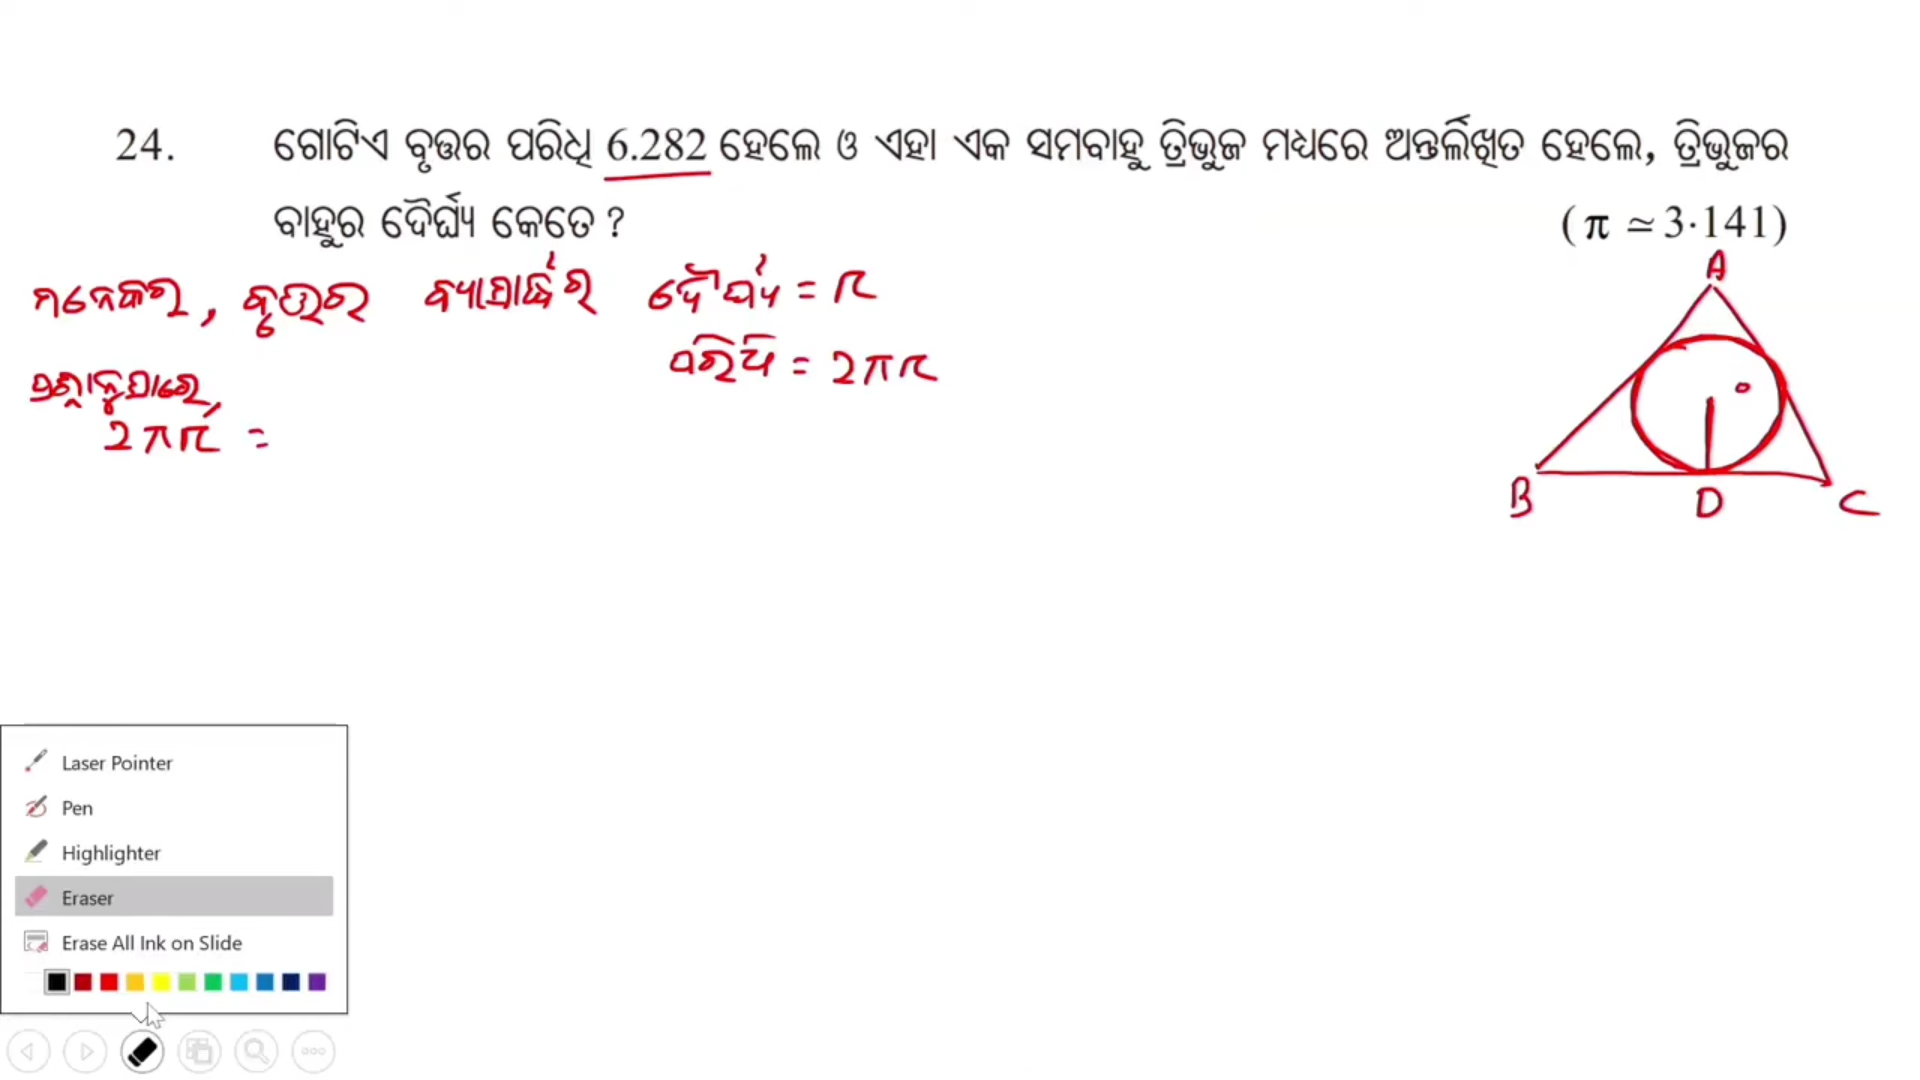 24. ଗୋଟିଏ ବୃତ୍ତର ପରିଧି 6.282 ହେଲେ ଓ ଏହା ଏକ ସମବାହୁ ତ୍ରିଭୁଜ ମଧ୍ୟରେ ଅନ୍ତର୍ଲିଖିତ ହେଲେ, ତ୍ରିଭୁଜର
ବାହୁର ଦୈର୍ଘ୍ୟ କେତେ ? (π ≃ 3·141)
ମନେକର, ବୃତ୍ତର ବ୍ୟାସାର୍ଦ୍ଧର ଦୈର୍ଘ୍ୟ = r
ପରିଧି = 2πr
ପ୍ରଶ୍ନାନୁସାରେ,
2πr =
A
o
B D C
Laser Pointer
Pen
Highlighter
Eraser
Erase All Ink on Slide